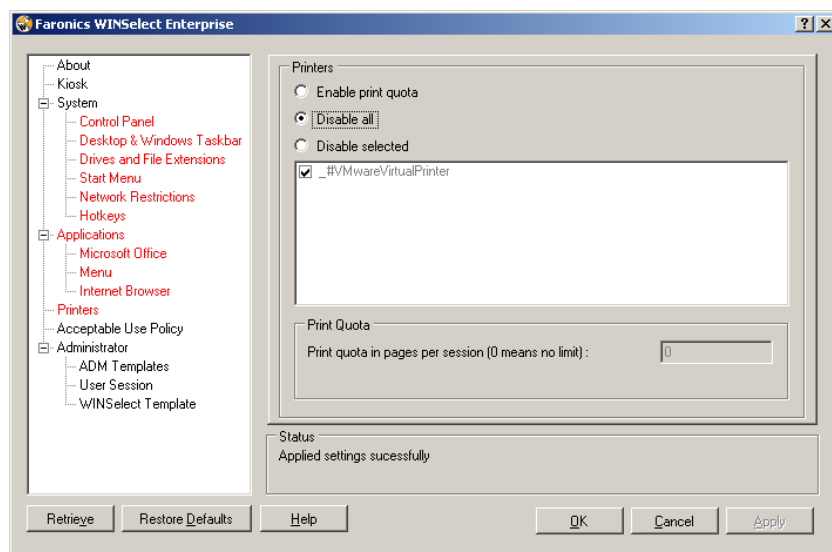 Faronics WINSelect Enterprise
About
Kiosk
System
Control Panel
Desktop & Windows Taskbar
Drives and File Extensions
Start Menu
Network Restrictions
Hotkeys
Applications
Microsoft Office
Menu
Internet Browser
Printers
Acceptable Use Policy
Administrator
ADM Templates
User Session
WINSelect Template
Printers
Enable print quota
Disable all
Disable selected
_#VMwareVirtualPrinter
Print Quota
Print quota in pages per session (0 means no limit) : 0
Status
Applied settings sucessfully
Retrieve Restore Defaults Help OK Cancel Apply